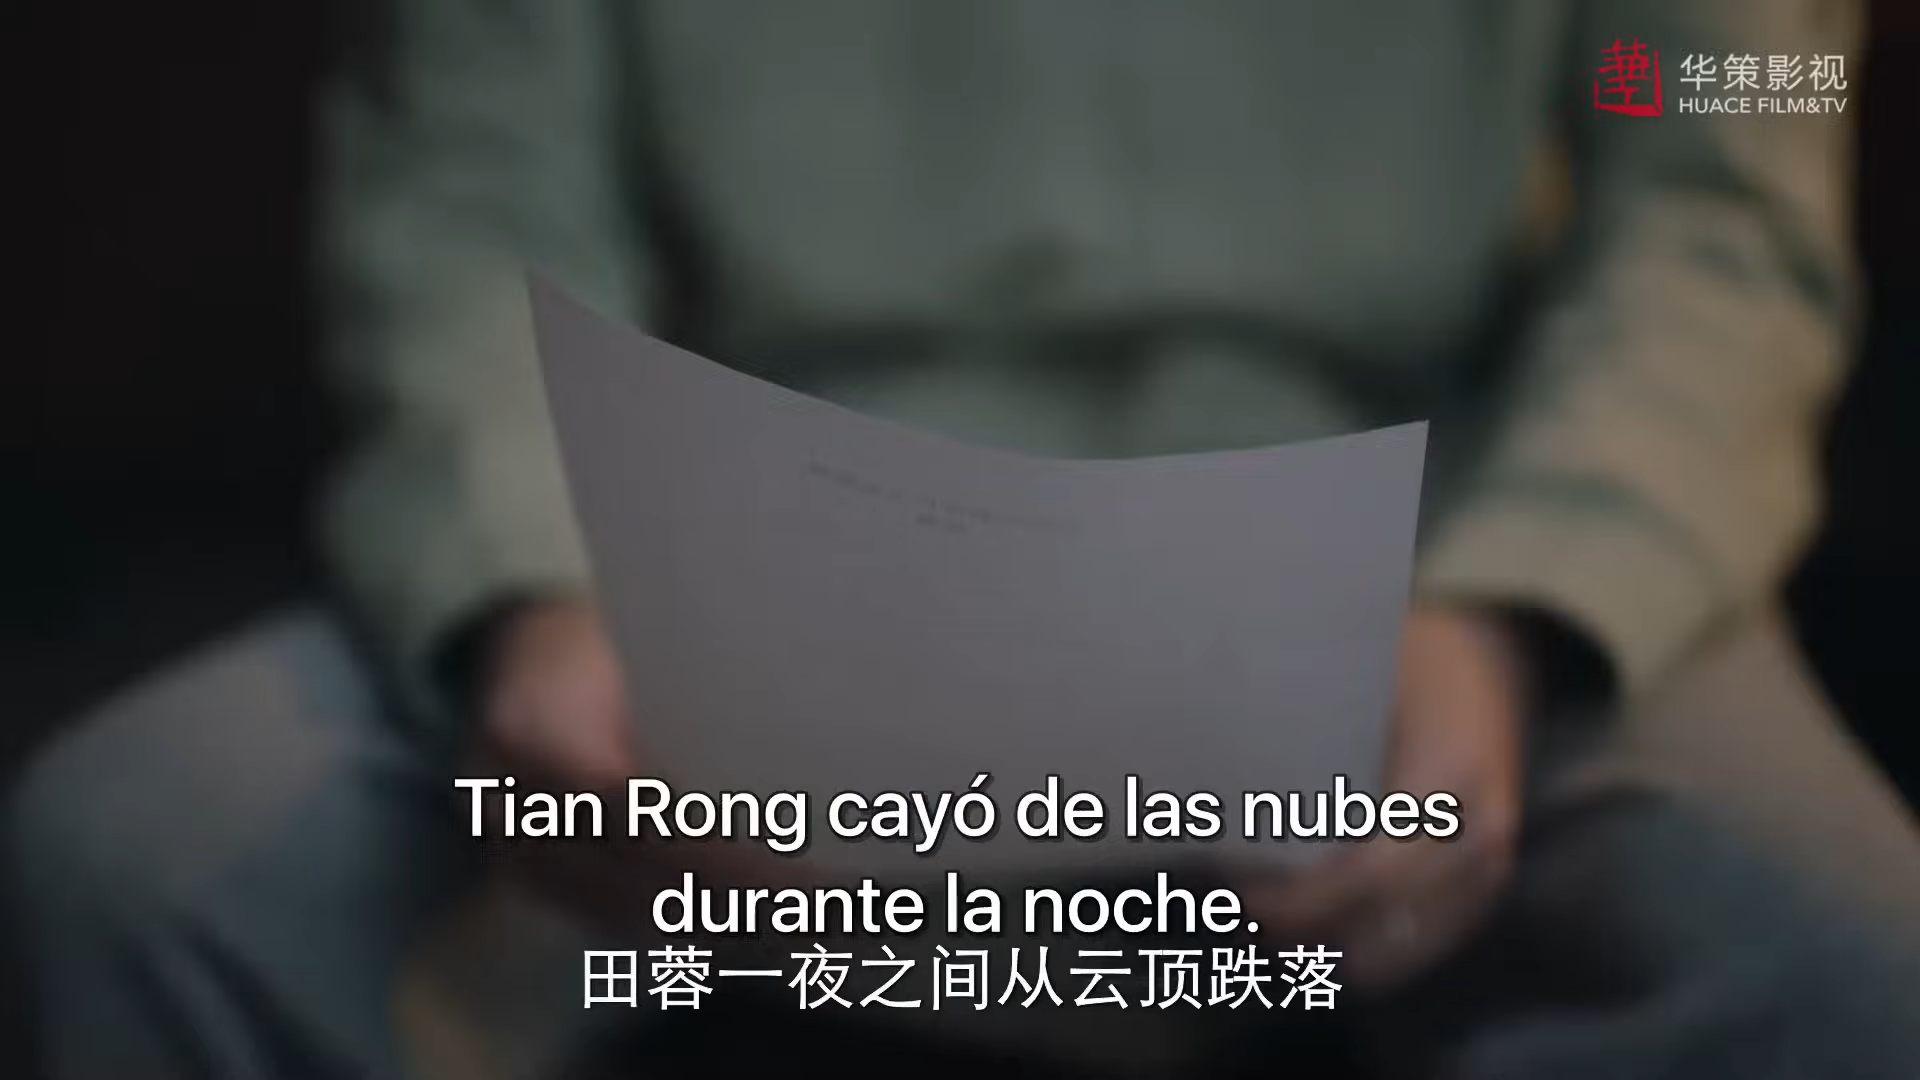 华策影视
HUACE FILM&TV
Tian Rong cayó de las nubes
durante la noche.
田蓉一夜之间从云顶跌落